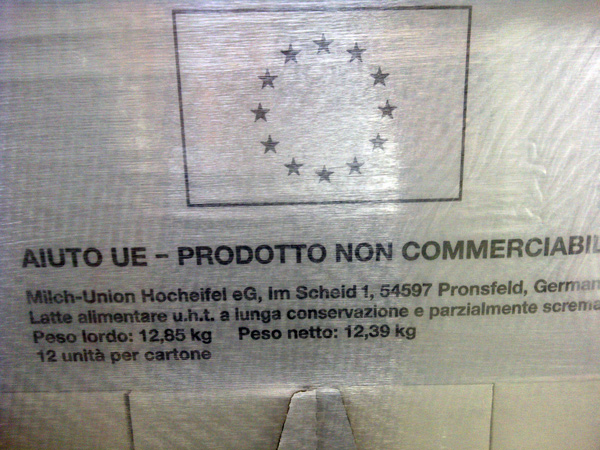 AIUTO UE – PRODOTTO NON COMMERCIABIL
Milch-Union Hocheifel eG, Im Scheid 1, 54597 Pronsfeld, German
Latte alimentare u.h.t. a lunga conservazione e parzialmente screma
Peso lordo: 12,85 kg Peso netto: 12,39 kg
12 unità per cartone